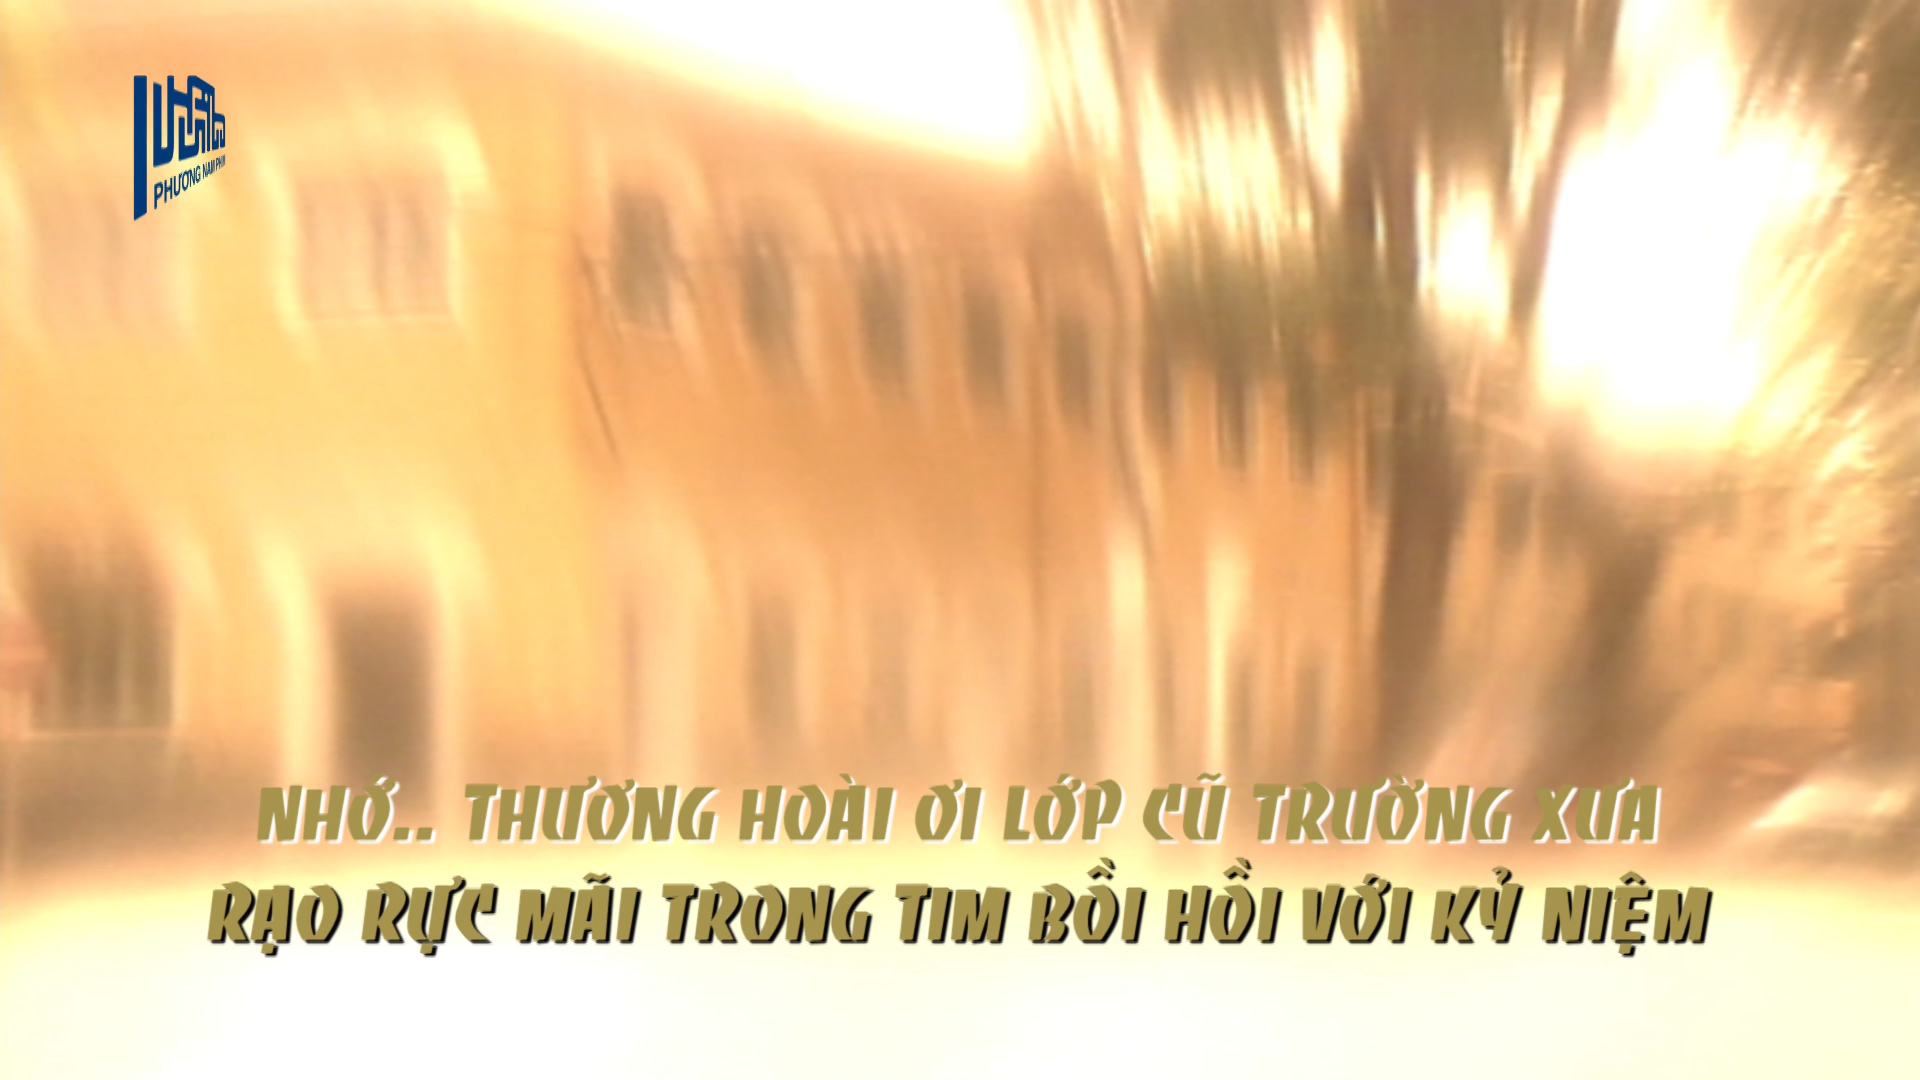 PHƯƠNG NAM PHIM
NHỚ.. THƯƠNG HOÀI ƠI LỚP CŨ TRƯỜNG XƯA
RẠO RỰC MÃI TRONG TIM BỒI HỒI VỚI KỶ NIỆM